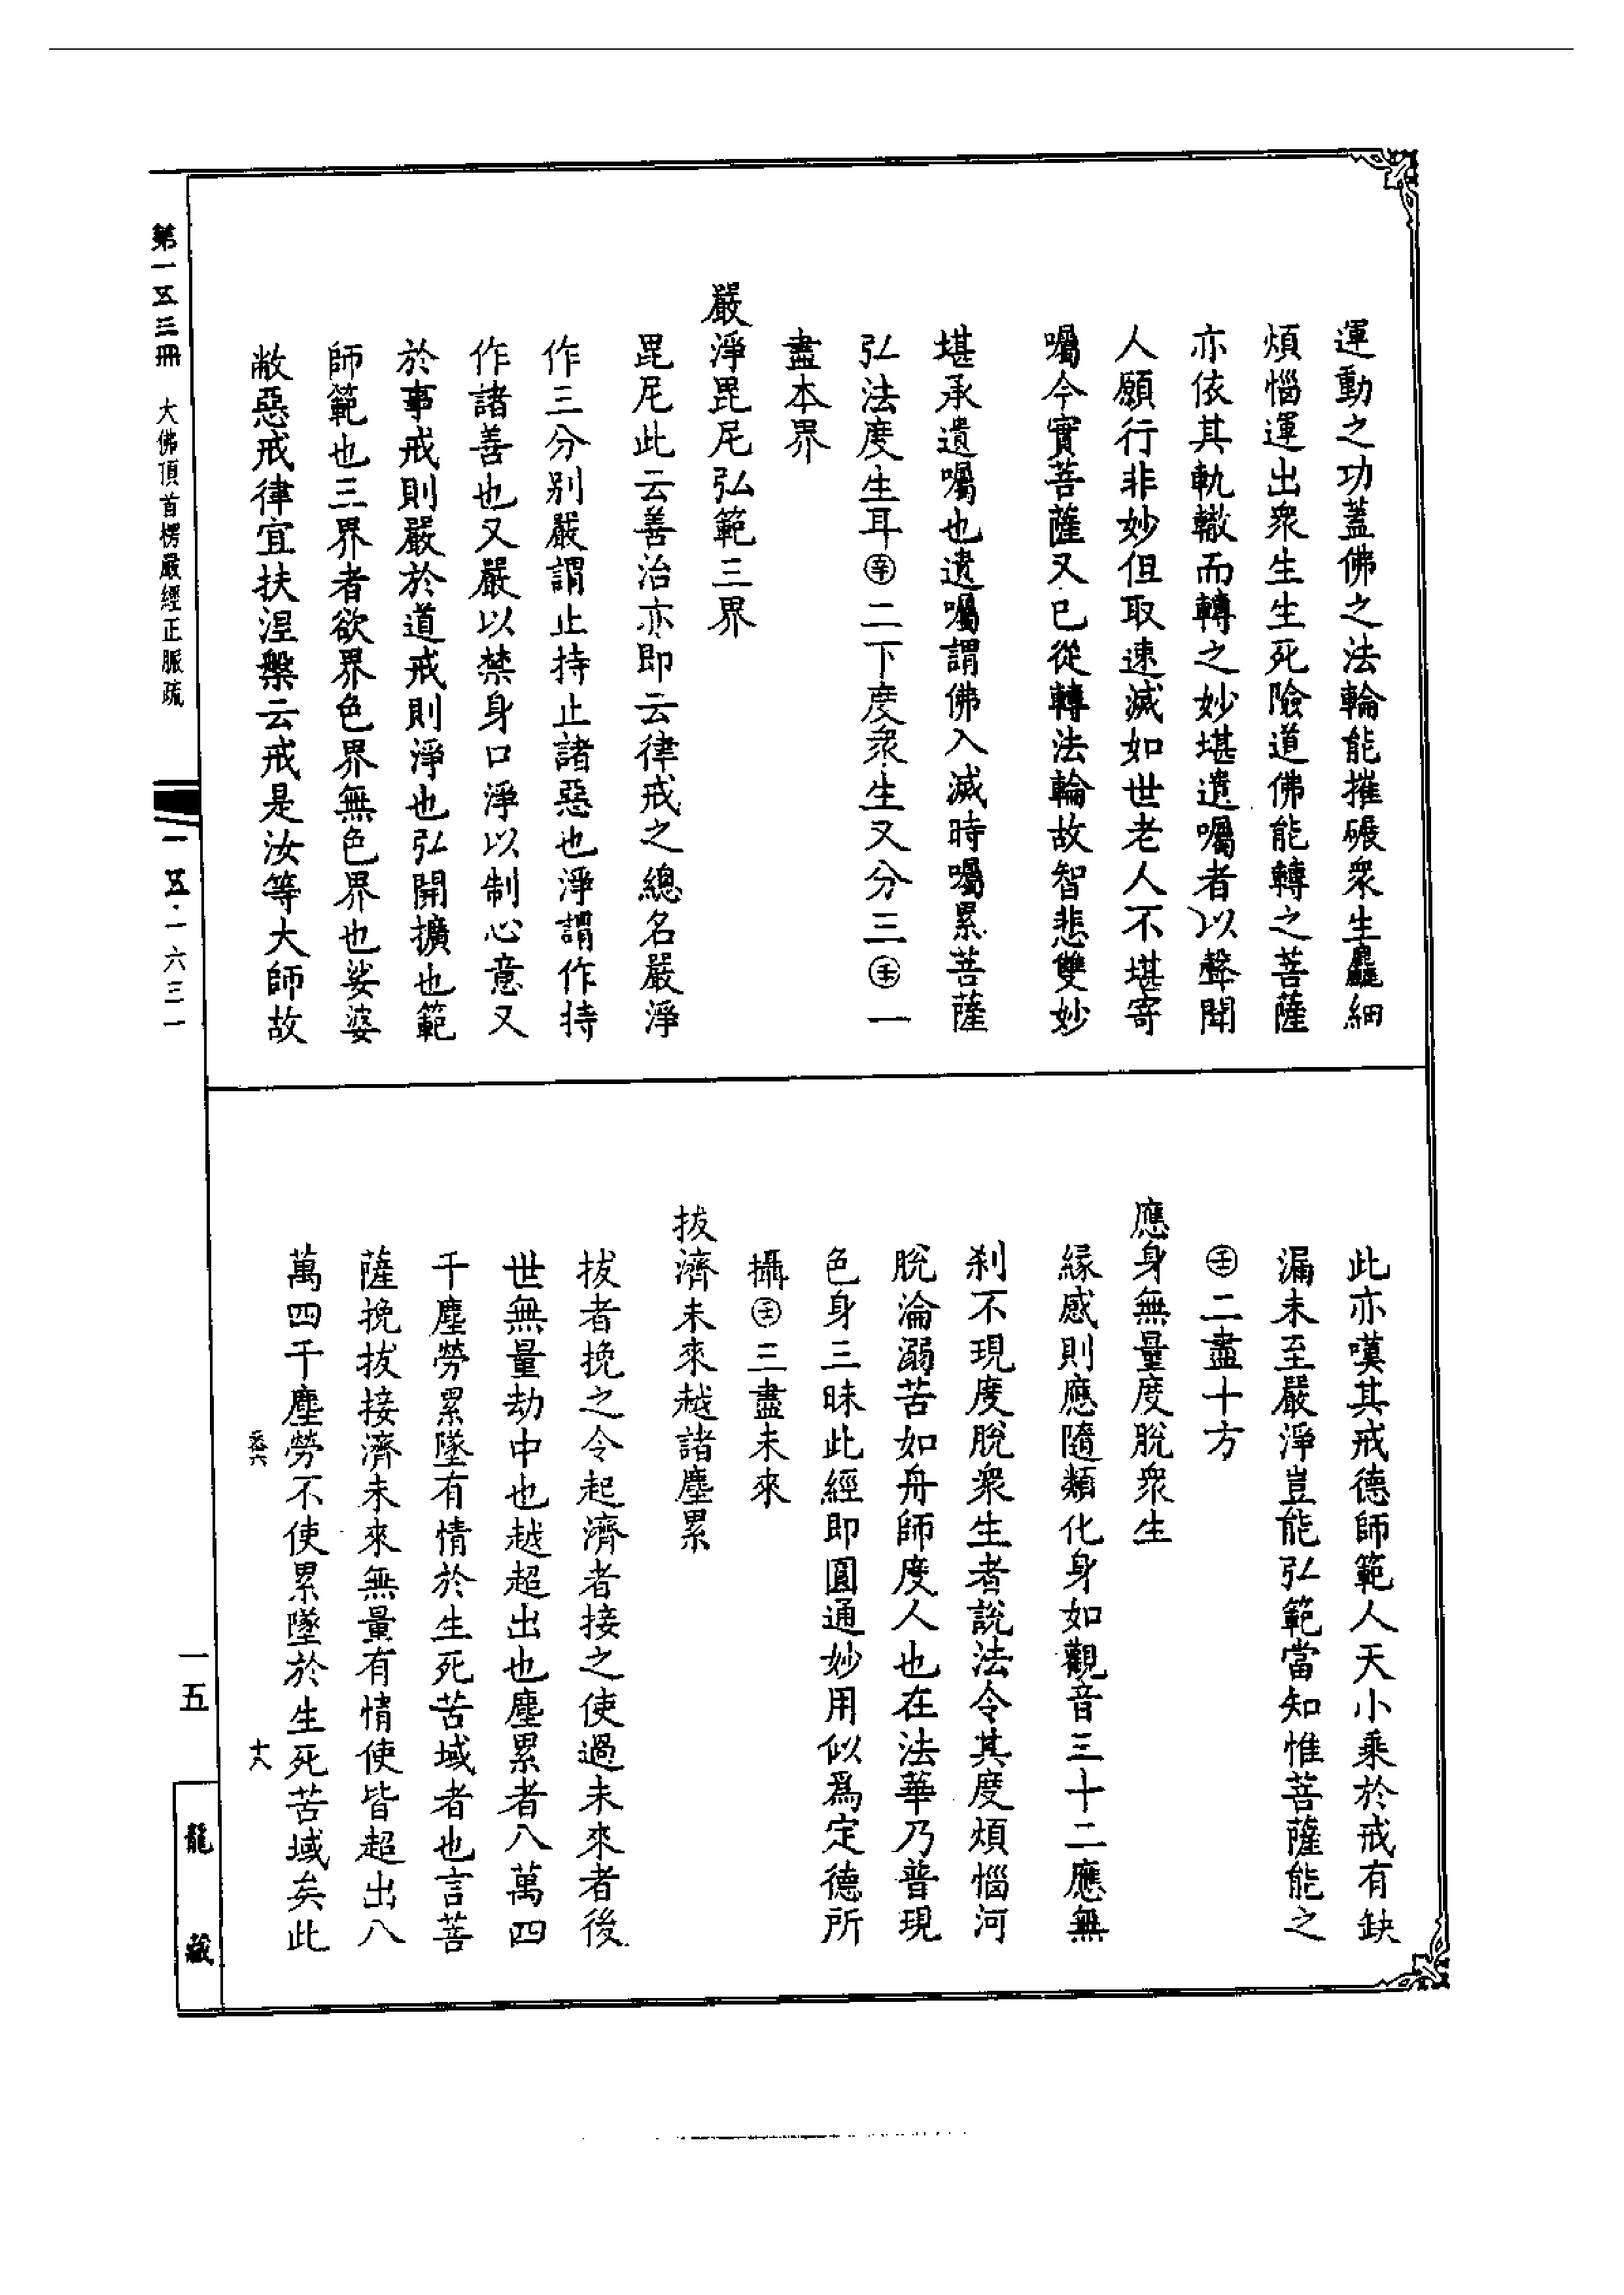 運動之功蓋佛之法輪能摧碾衆生麤細
煩惱運出衆生生死險道佛能轉之菩薩
亦依其軌轍而轉之妙堪遺囑者以聲聞
人願行非妙但取速滅如世老人不堪寄
囑今實菩薩又已從轉法輪故智悲雙妙
堪承遺囑也遺囑謂佛入滅時囑累菩薩
弘法度生耳㊛二下度衆生又分三㊛一
盡本界
嚴淨毘尼弘範三界
毘尼此云善治亦即云律戒之總名嚴淨
作三分別嚴謂止持止諸惡也淨謂作持
作諸善也又嚴以禁身口淨以制心意又
於事戒則嚴於道戒則淨也弘開擴也範
師範也三界者欲界色界無色界也娑婆
敝惡戒律宜扶涅槃云戒是汝等大師故
此亦嘆其戒德師範人天小乘於戒有缺
漏未至嚴淨豈能弘範當知惟菩薩能之
二盡十方
應身無量度脫衆生
緣感則應隨類化身如觀音三十二應無
刹不現度脫衆生者說法令其度煩惱河
脫淪溺苦如舟師度人也在法華乃普現
色身三昧此經即圓通妙用似爲定德所
攝三盡未來
拔濟未來越諸塵累
拔者挽之令起濟者接之使過未來者後
世無量劫中也越超出也塵累者八萬四
千塵勞累墜有情於生死苦域者也言菩
薩挽拔接濟未來無量有情使皆超出八
萬四千塵勞不使累墜於生死苦域矣此
第一五三冊 大佛頂首楞嚴經正脈疏
一五·一六三一
一五
龍藏
十八